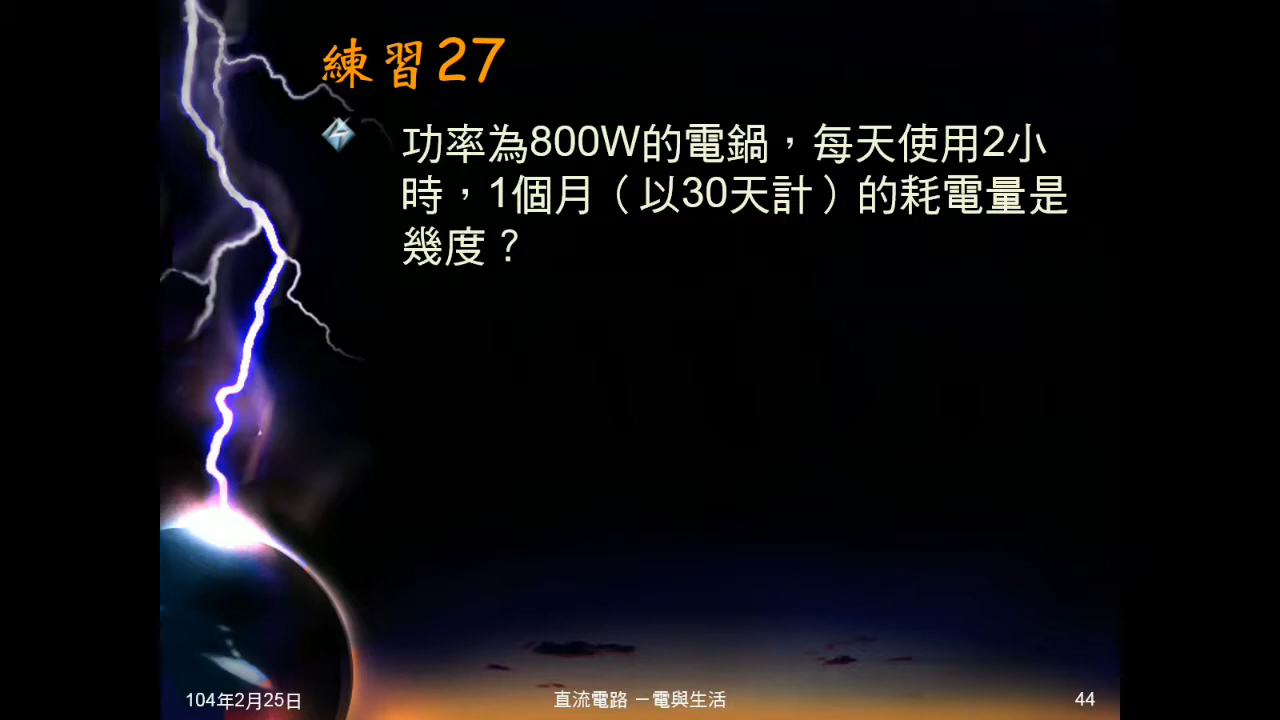 練習27
功率為800W的電鍋，每天使用2小
時，1個月（以30天計）的耗電量是
幾度？
104年2月25日
直流電路 －電與生活
44